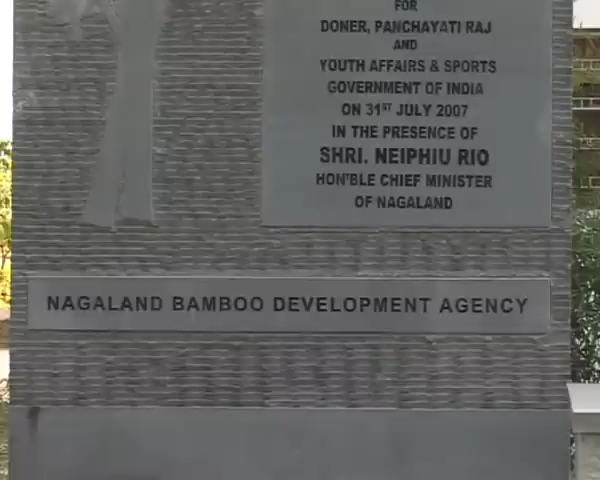 FOR
DONER, PANCHAYATI RAJ
AND
YOUTH AFFAIRS & SPORTS
GOVERNMENT OF INDIA
ON 31ST JULY 2007
IN THE PRESENCE OF
SHRI. NEIPHIU RIO
HON'BLE CHIEF MINISTER
OF NAGALAND
NAGALAND BAMBOO DEVELOPMENT AGENCY